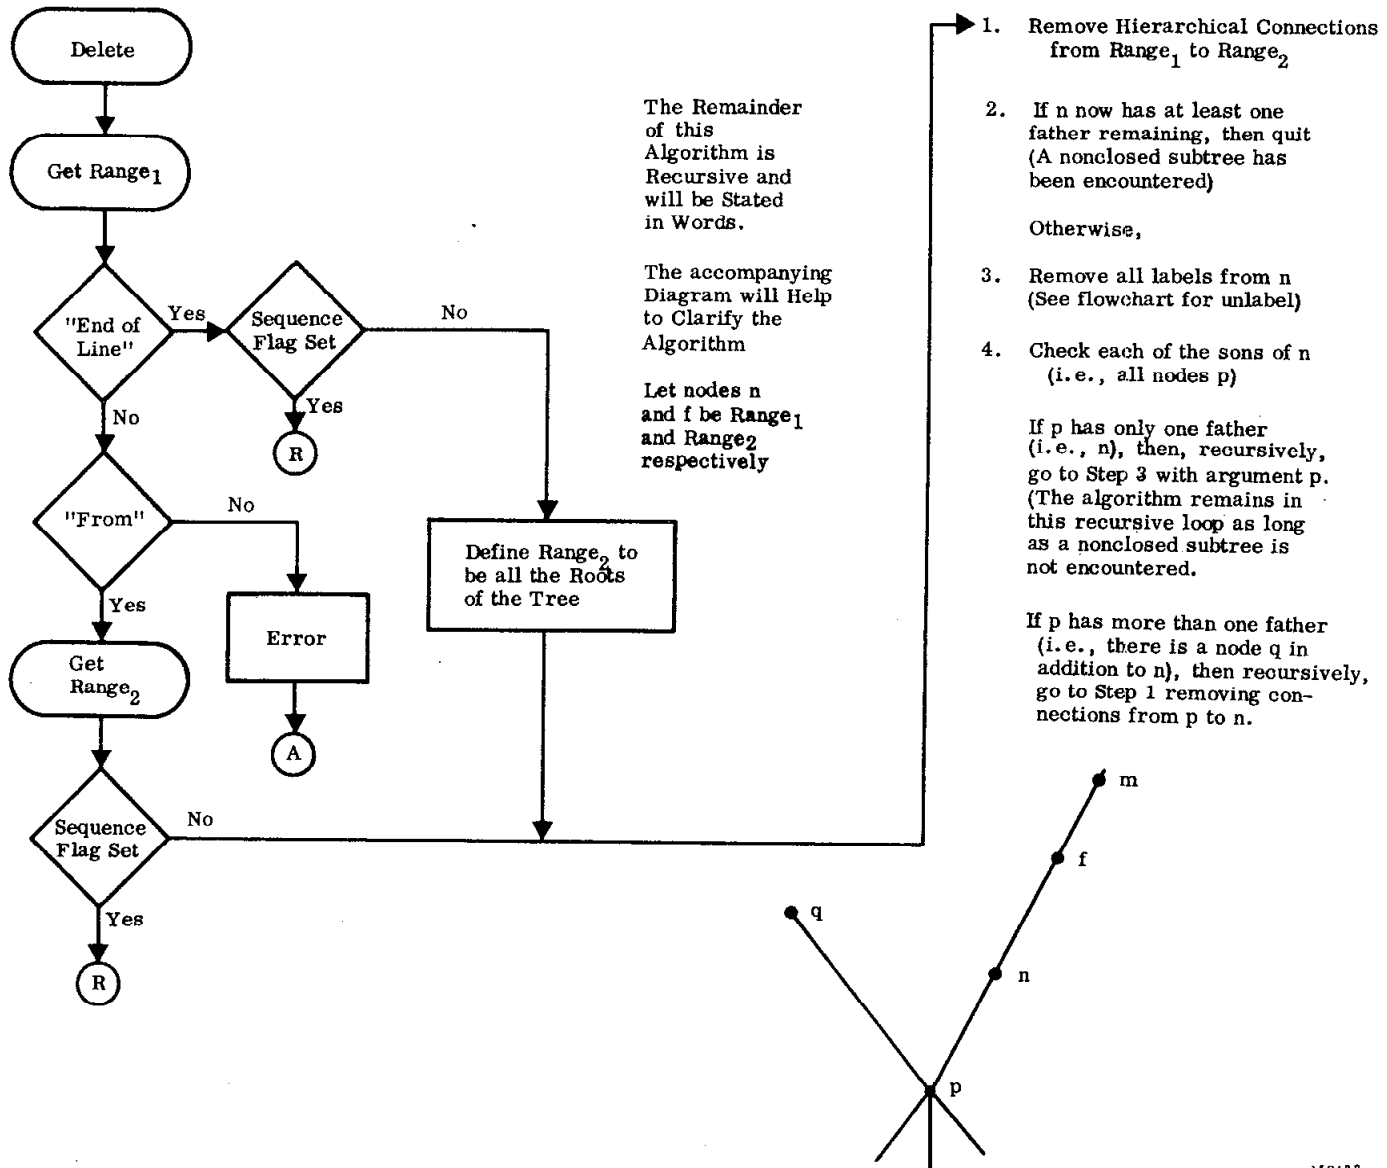 Delete
Get Range1
"End of
Line"
Yes
Sequence
Flag Set
No
Yes
R
No
"From"
No
Error
A
Yes
Get
Range2
Sequence
Flag Set
No
Yes
R
Define Range2 to
be all the Roots
of the Tree
The Remainder
of this
Algorithm is
Recursive and
will be Stated
in Words.
The accompanying
Diagram will Help
to Clarify the
Algorithm
Let nodes n
and f be Range1
and Range2
respectively
1. Remove Hierarchical Connections
from Range1 to Range2
2. If n now has at least one
father remaining, then quit
(A nonclosed subtree has
been encountered)
Otherwise,
3. Remove all labels from n
(See flowchart for unlabel)
4. Check each of the sons of n
(i.e., all nodes p)
If p has only one father
(i.e., n), then, recursively,
go to Step 3 with argument p.
(The algorithm remains in
this recursive loop as long
as a nonclosed subtree is
not encountered.
If p has more than one father
(i.e., there is a node q in
addition to n), then recursively,
go to Step 1 removing con-
nections from p to n.
m
f
q
n
p